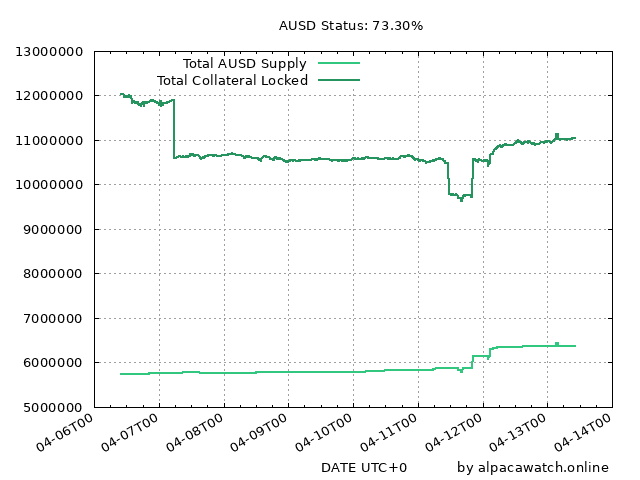 AUSD Status: 73.30%
13000000
12000000
11000000
10000000
9000000
8000000
7000000
6000000
5000000
Total AUSD Supply
Total Collateral Locked
04-06T00
04-07T00
04-08T00
04-09T00
04-10T00
04-11T00
04-12T00
04-13T00
04-14T00
DATE UTC+0
by alpacawatch.online